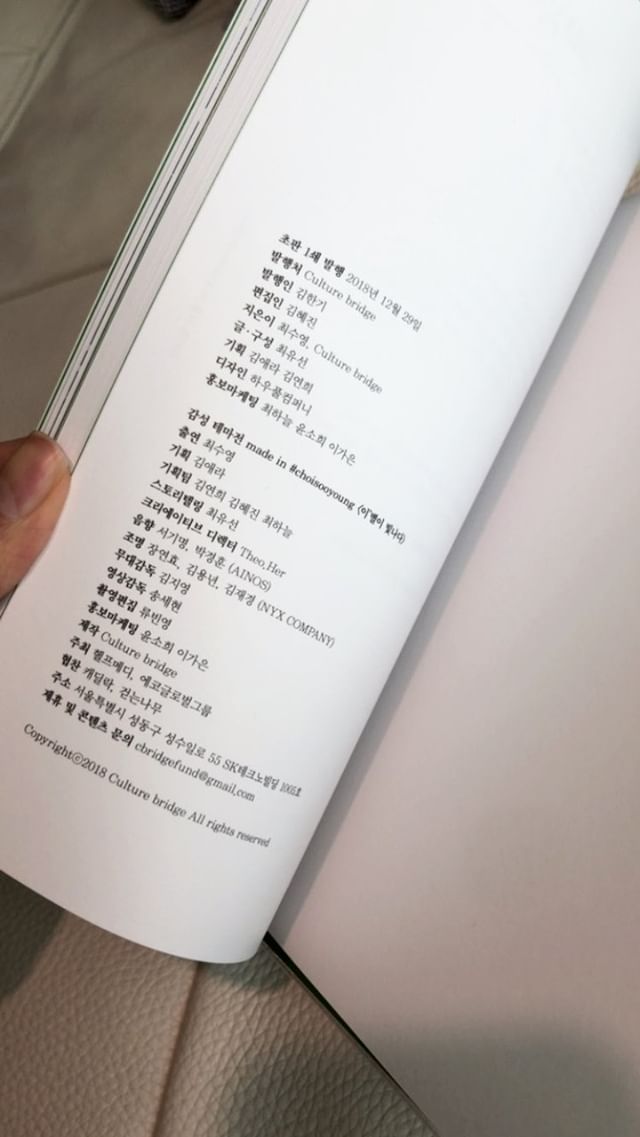 초판 1쇄 발행 2018년 12월 29일
발행처 Culture bridge
발행인 김한기
편집인 김혜진
지은이 최수영, Culture bridge
글·구성 최유선
기획 김애라 김연희
디자인 하우풀컴퍼니
홍보마케팅 최하늘 윤소희 이가은
감성 테마전 made in #choisooyoung (이 별이 빛나다)
출연 최수영
기획 김애라
기획팀 김연희 김혜진 최하늘
스토리텔링 최유선
크리에이티브 디렉터 Theo.Her
음향 서기명, 박경훈 (AINOS)
조명 장연효, 김용년, 김재경 (NYX COMPANY)
무대감독 김지영
영상감독 송세현
촬영편집 류빈영
홍보마케팅 윤소희 이가은
제작 Culture bridge
주최 헬프메디, 에코글로벌그룹
협찬 캐딜락, 걷는나무
주소 서울특별시 성동구 성수일로 55 SK테크노빌딩 1005호
제휴 및 콘텐츠 문의 cbridgefund@gmail.com
Copyrightⓒ2018 Culture bridge All rights reserved